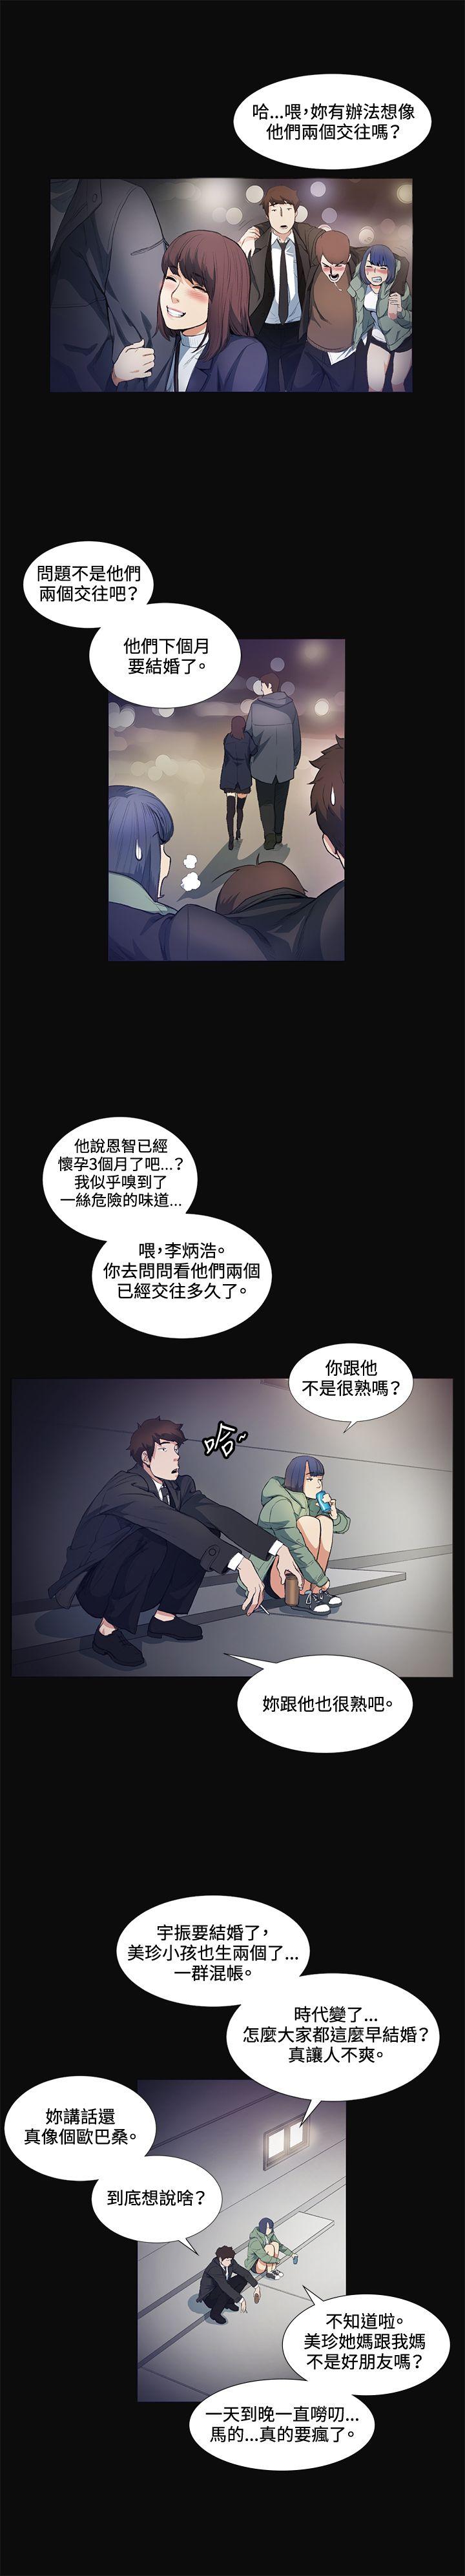 哈...喂，妳有辦法想像
他們兩個交往嗎？
問題不是他們
兩個交往吧？
他們下個月
要結婚了。
他說恩智已經
懷孕3個月了吧...？
我似乎嗅到了
一絲危險的味道...
喂，李炳浩。
你去問問看他們兩個
已經交往多久了。
你跟他
不是很熟嗎？
哈~
妳跟他也很熟吧。
宇振要結婚了，
美珍小孩也生兩個了...
一群混帳。
時代變了...
怎麼大家都這麼早結婚？
真讓人不爽。
妳講話還
真像個歐巴桑。
到底想說啥？
不知道啦。
美珍她媽跟我媽
不是好朋友嗎？
一天到晚一直嘮叨...
馬的...真的要瘋了。